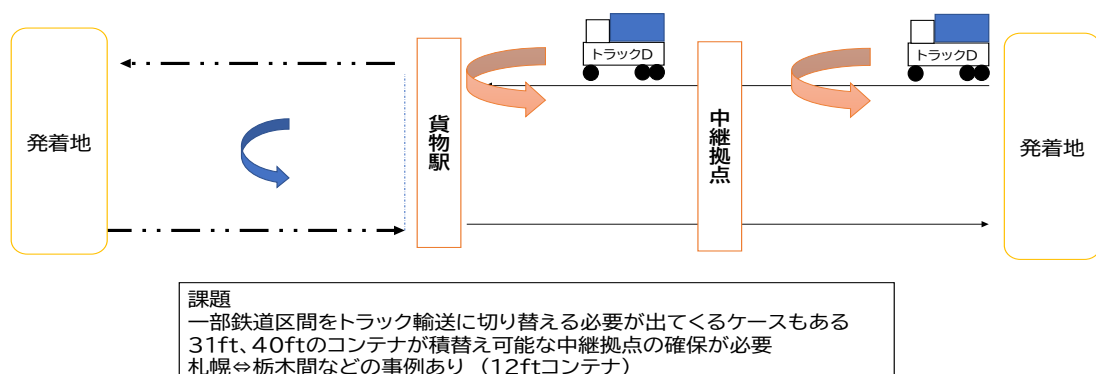 トラックD
トラックD
発着地
貨物駅
中継拠点
発着地
課題
一部鉄道区間をトラック輸送に切り替える必要が出てくるケースもある
31ft、40ftのコンテナが積替え可能な中継拠点の確保が必要
札幌⇔栃木間などの事例あり（12ftコンテナ）